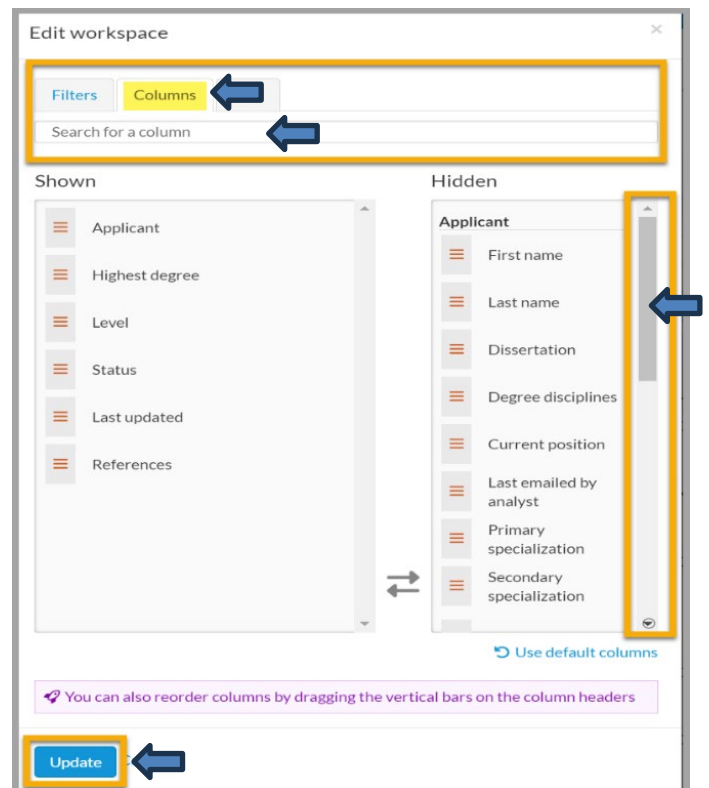 Edit workspace
×
Filters
Columns
Search for a column
Shown
Hidden
Applicant
Highest degree
Level
Status
Last updated
References
Applicant
First name
Last name
Dissertation
Degree disciplines
Current position
Last emailed by
analyst
Primary
specialization
Secondary
specialization
Use default columns
You can also reorder columns by dragging the vertical bars on the column headers
Update